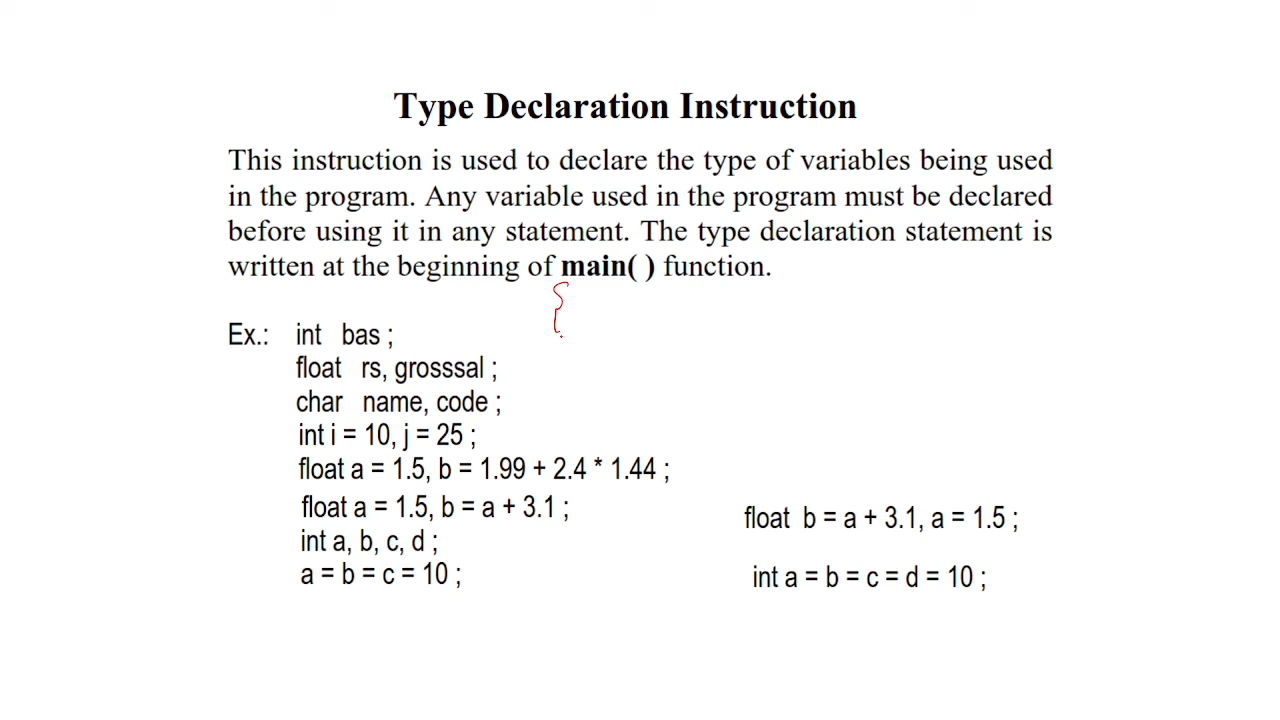 Type Declaration Instruction
This instruction is used to declare the type of variables being used
in the program. Any variable used in the program must be declared
before using it in any statement. The type declaration statement is
written at the beginning of main( ) function.
{
Ex.: int bas ;
float rs, grosssal ;
char name, code ;
int i = 10, j = 25 ;
float a = 1.5, b = 1.99 + 2.4 * 1.44 ;
float a = 1.5, b = a + 3.1 ;
float b = a + 3.1, a = 1.5 ;
int a, b, c, d ;
a = b = c = 10 ;
int a = b = c = d = 10 ;